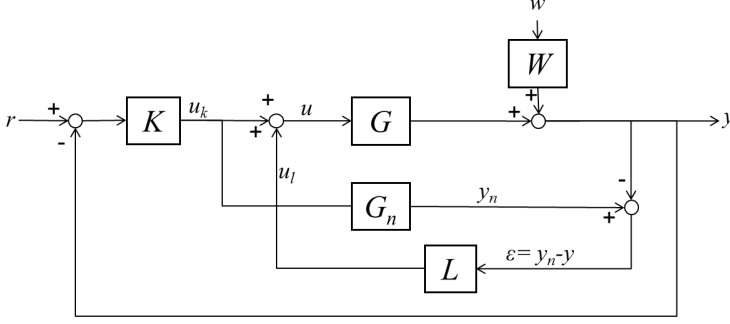 w
W
+
r
+
-
K
u_k
+
+
u
G
+
y
u_l
-
G_n
y_n
+
L
ε= y_n-y